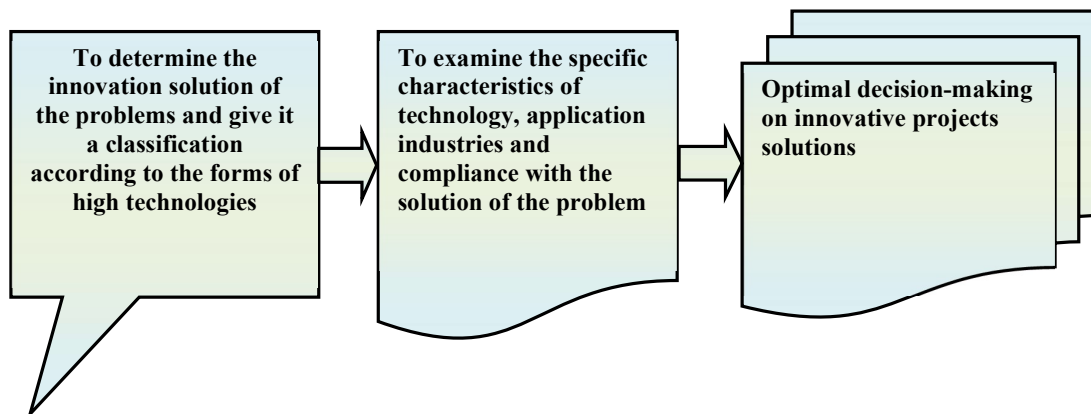 To determine the
innovation solution of
the problems and give it
a classification
according to the forms of
high technologies
To examine the specific
characteristics of
technology, application
industries and
compliance with the
solution of the problem
Optimal decision-making
on innovative projects
solutions